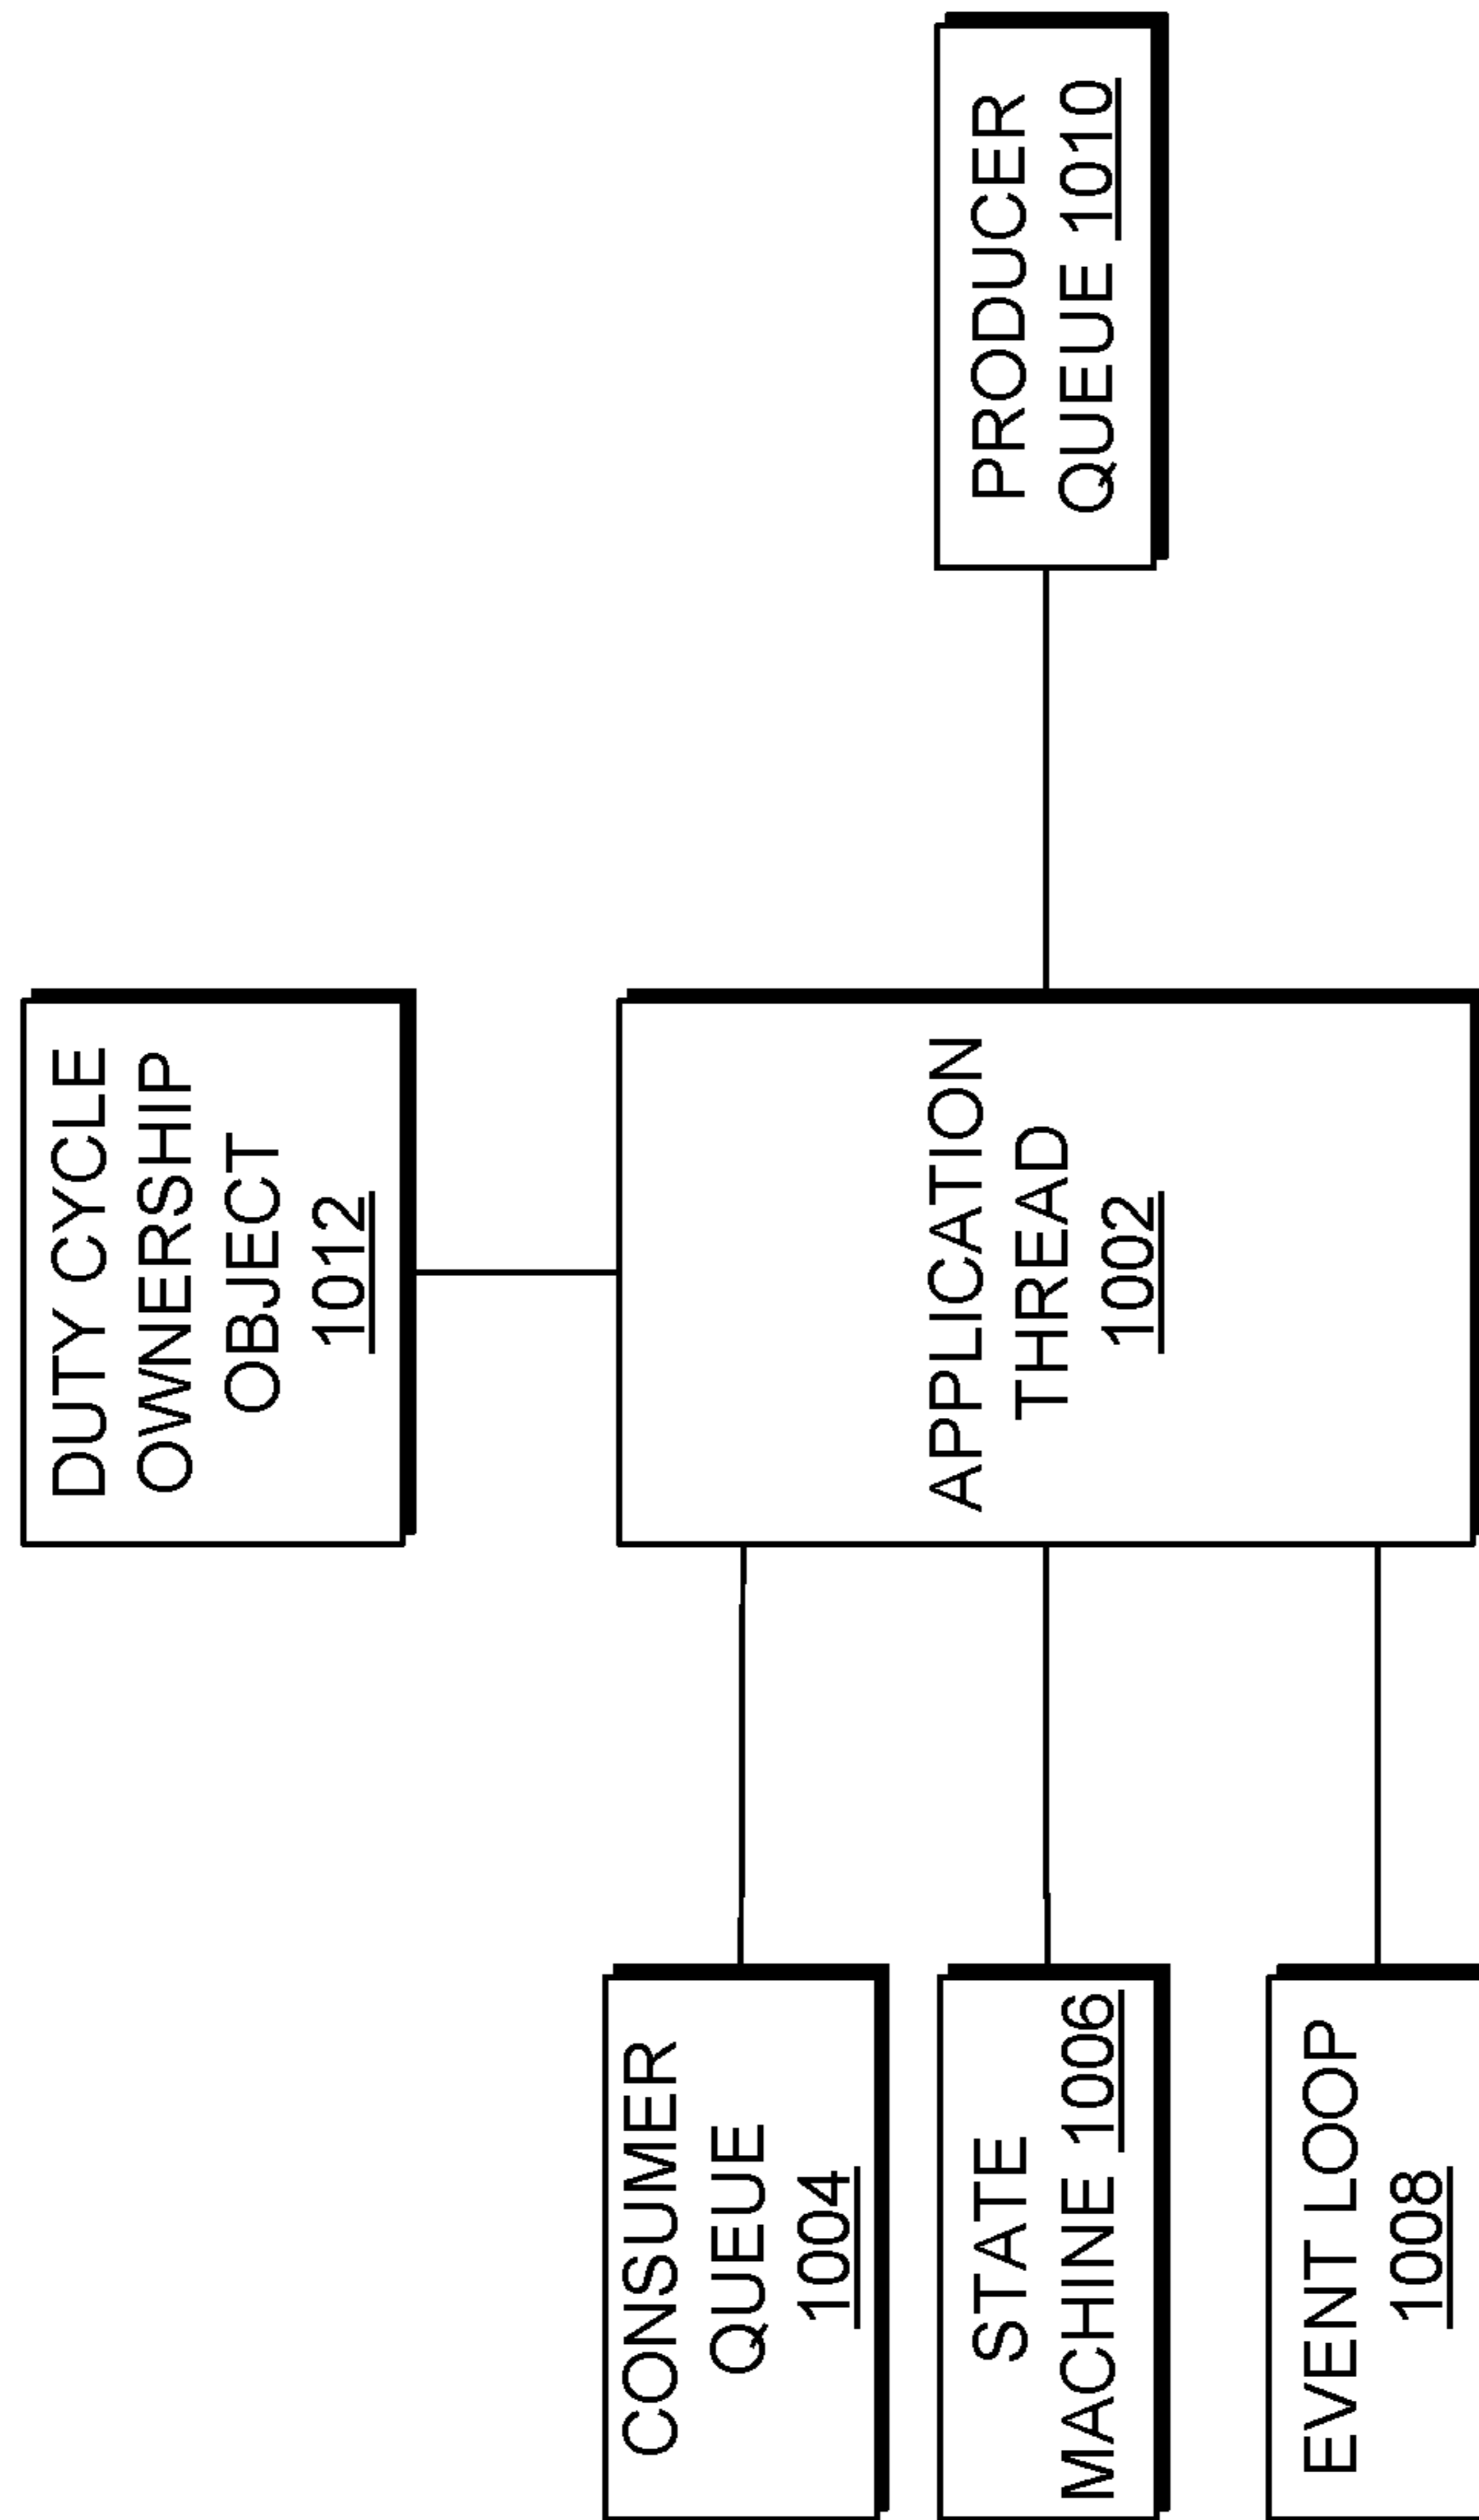 DUTY CYCLE
OWNERSHIP
OBJECT
1012
CONSUMER
QUEUE
1004
STATE
MACHINE 1006
EVENT LOOP
1008
APPLICATION
THREAD
1002
PRODUCER
QUEUE 1010